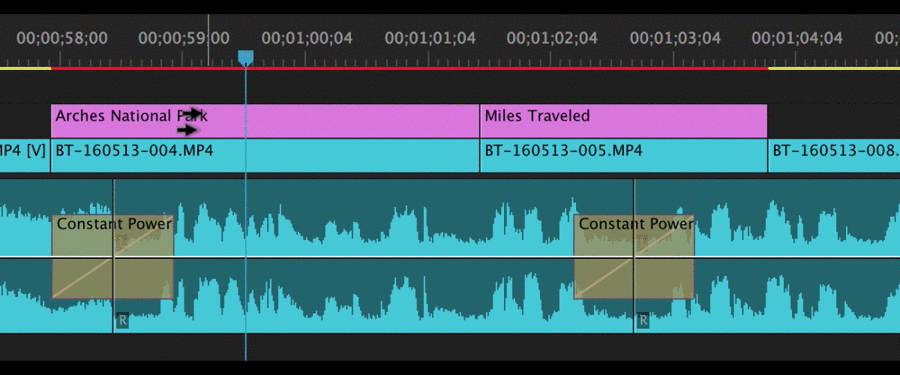 00;00;58;00 00;00;59;00 00;01;00;04 00;01;01;04 00;01;02;04 00;01;03;04 00;01;04;04 00;
Arches National Park Miles Traveled
MP4 [V] BT-160513-004.MP4 BT-160513-005.MP4 BT-160513-008.
Constant Power Constant Power
R R